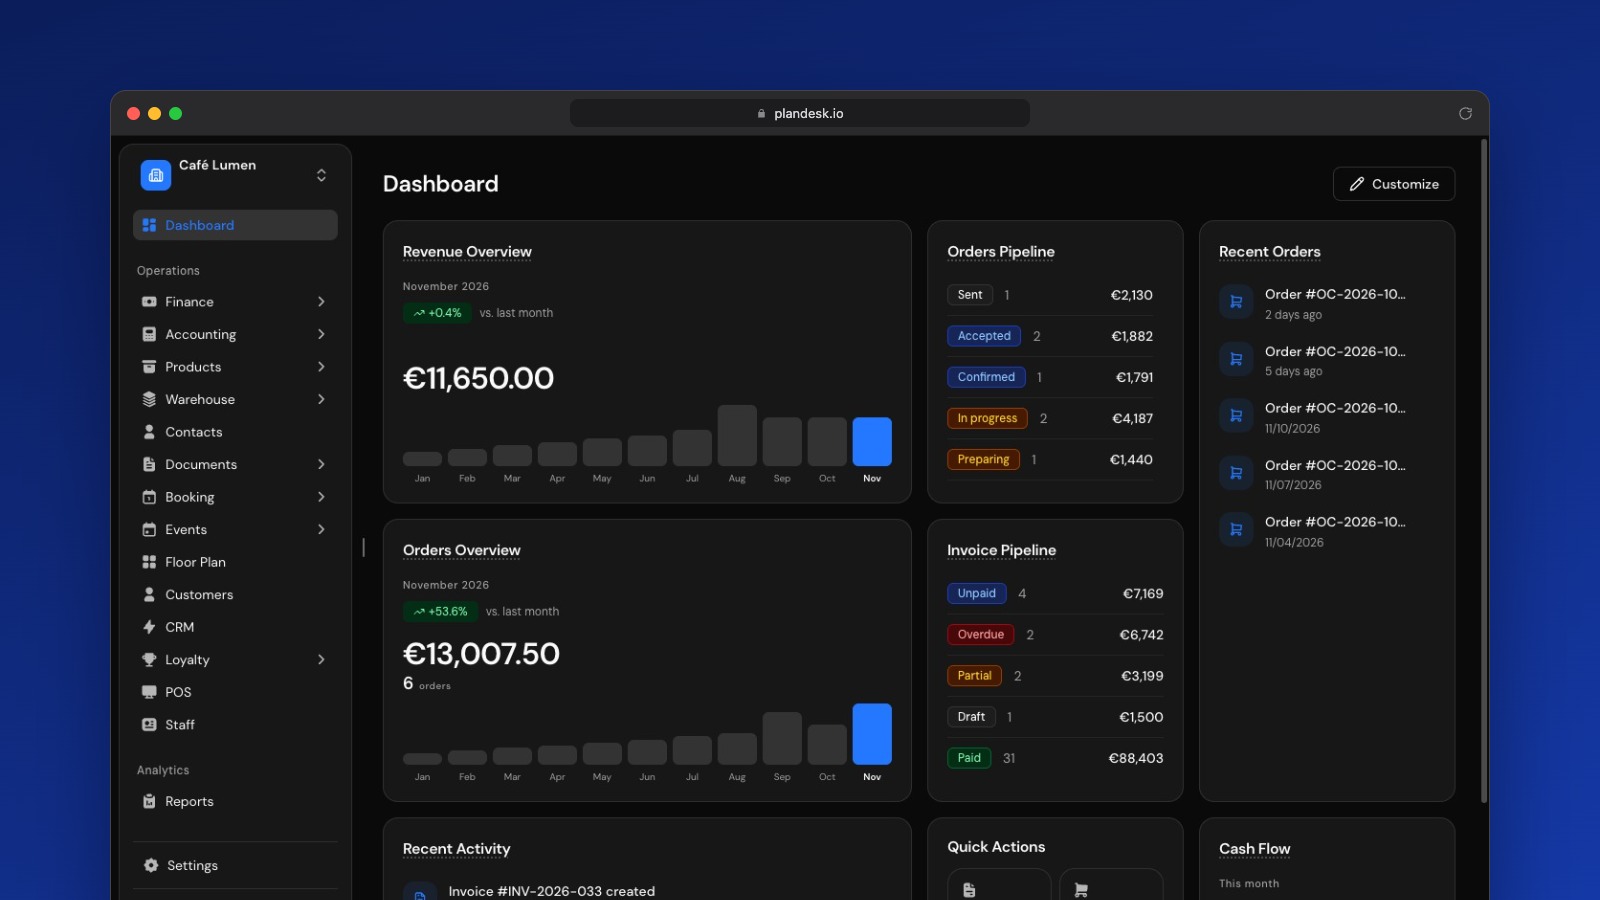 plandesk.io
Café Lumen
Dashboard
Operations
Finance
Accounting
Products
Warehouse
Contacts
Documents
Booking
Events
Floor Plan
Customers
CRM
Loyalty
POS
Staff
Analytics
Reports
Settings
Dashboard
Customize
Revenue Overview
November 2026
+0.4% vs. last month
€11,650.00
Jan Feb Mar Apr May Jun Jul Aug Sep Oct Nov
Orders Pipeline
Sent 1 €2,130
Accepted 2 €1,882
Confirmed 1 €1,791
In progress 2 €4,187
Preparing 1 €1,440
Recent Orders
Order #OC-2026-10...
2 days ago
Order #OC-2026-10...
5 days ago
Order #OC-2026-10...
11/10/2026
Order #OC-2026-10...
11/07/2026
Order #OC-2026-10...
11/04/2026
Orders Overview
November 2026
+53.6% vs. last month
€13,007.50
6 orders
Jan Feb Mar Apr May Jun Jul Aug Sep Oct Nov
Invoice Pipeline
Unpaid 4 €7,169
Overdue 2 €6,742
Partial 2 €3,199
Draft 1 €1,500
Paid 31 €88,403
Recent Activity
Invoice #INV-2026-033 created
Quick Actions
Cash Flow
This month